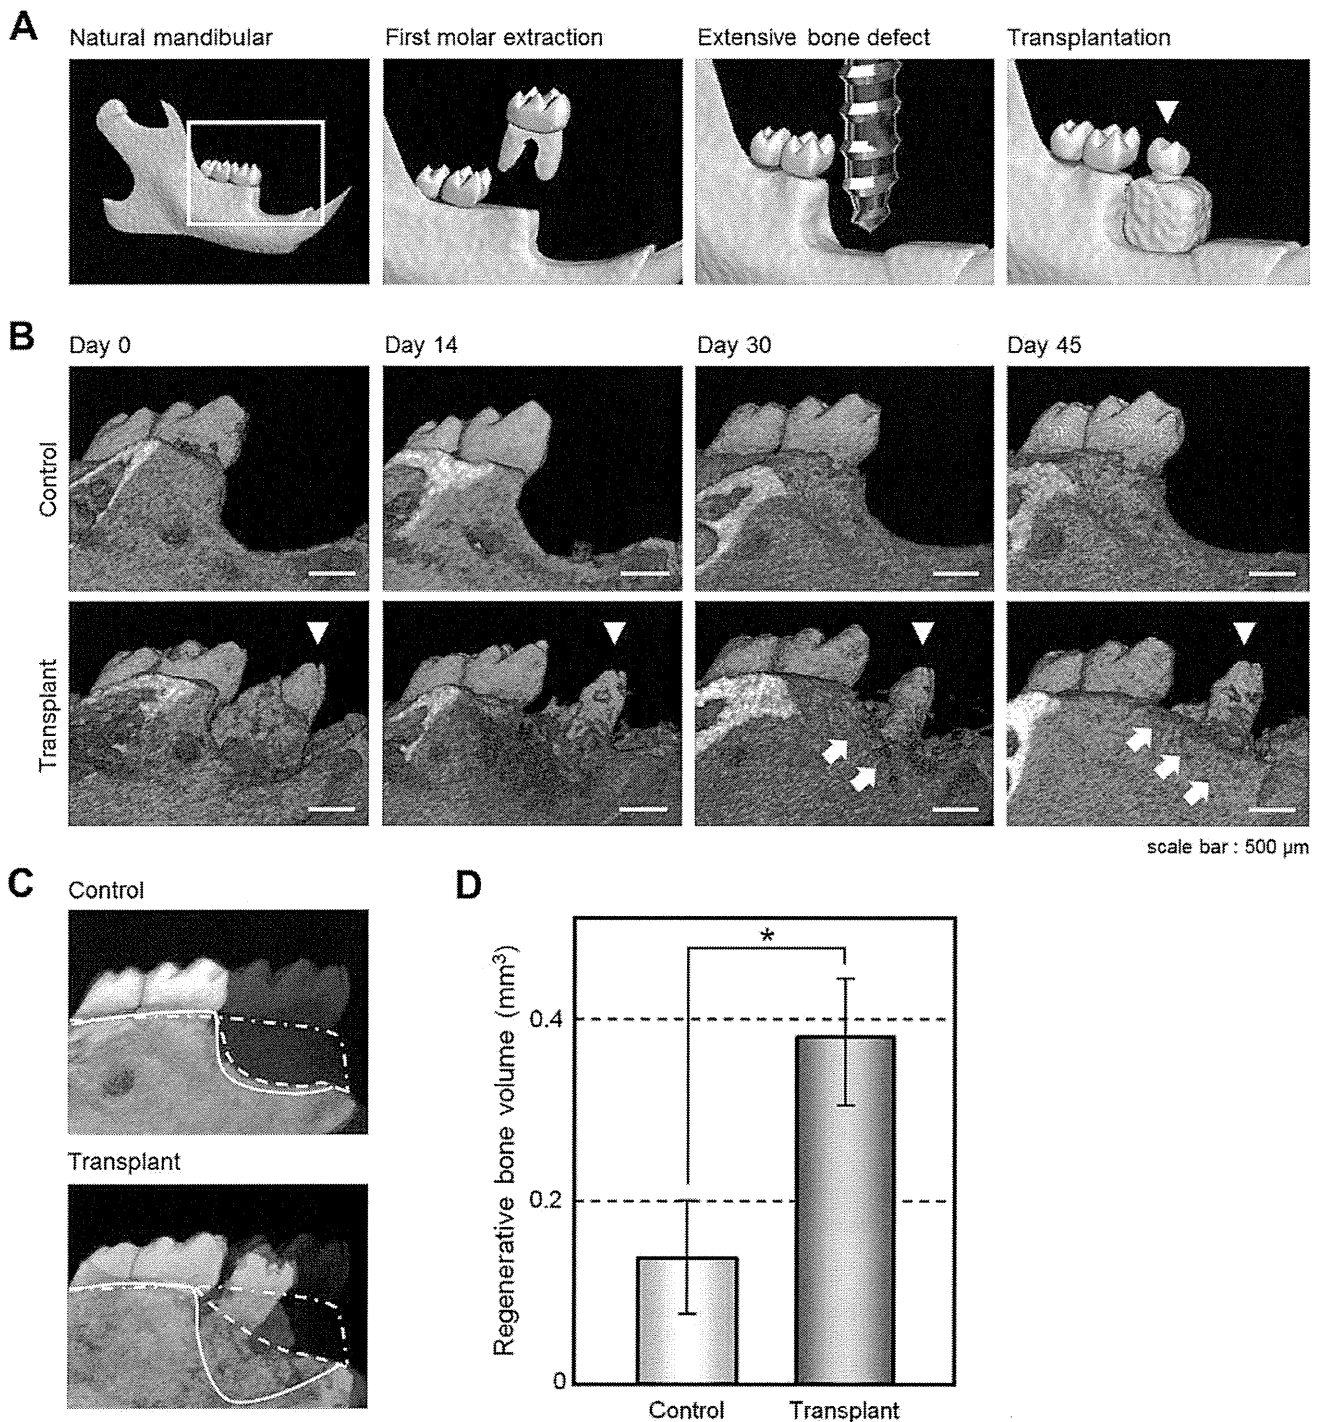 A
Natural mandibular
First molar extraction
Extensive bone defect
Transplantation
B
Day 0
Day 14
Day 30
Day 45
Control
Transplant
scale bar : 500 µm
C
Control
Transplant
D
Regenerative bone volume (mm³)
*
0.4
0.2
0
Control
Transplant